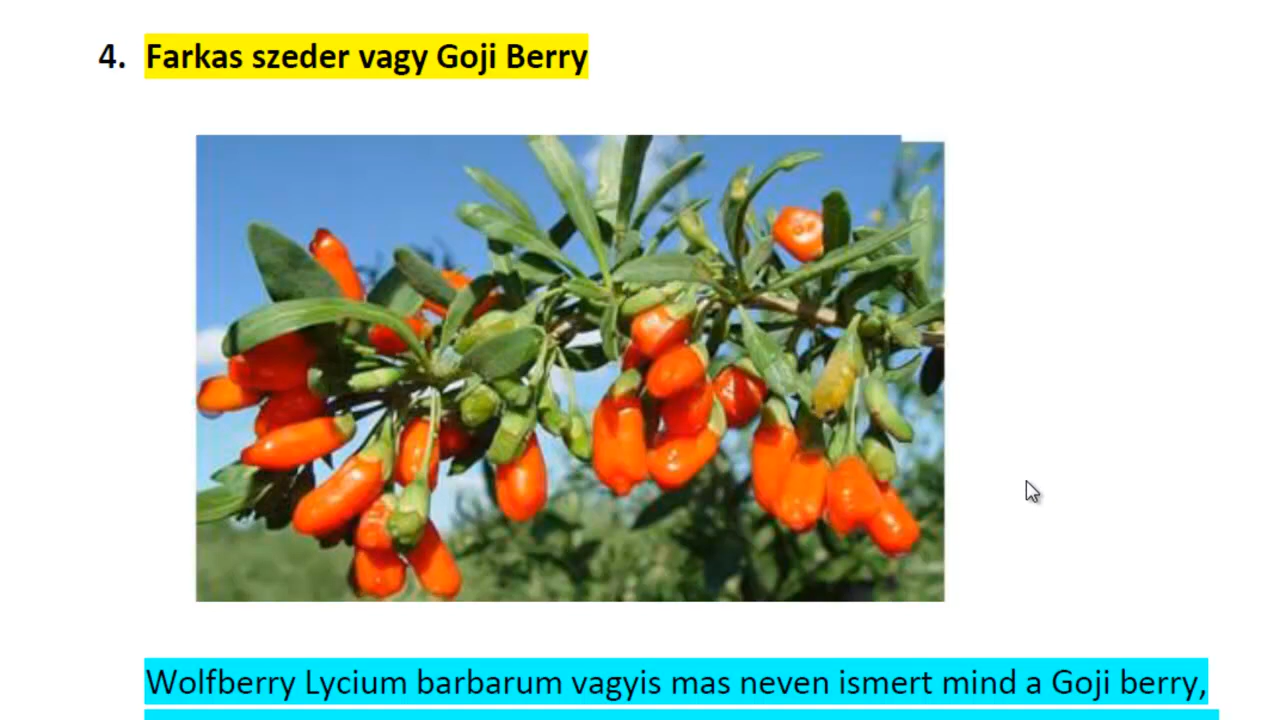 4. Farkas szeder vagy Goji Berry
Wolfberry Lycium barbarum vagyis mas neven ismert mind a Goji berry,